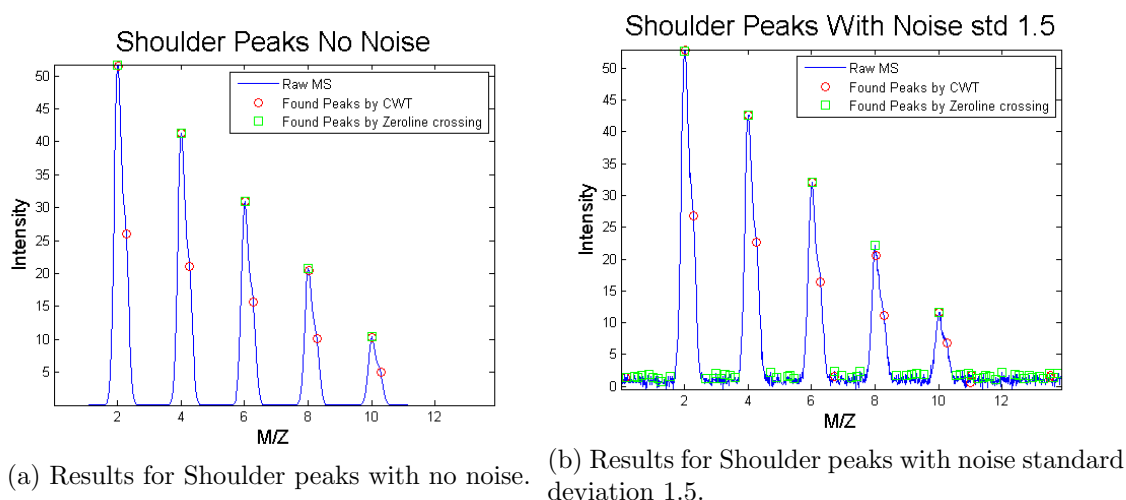 Shoulder Peaks No Noise
Raw MS
Found Peaks by CWT
Found Peaks by Zeroline crossing
50
45
40
35
30
25
20
15
10
5
Intensity
2 4 6 8 10 12
M/Z
(a) Results for Shoulder peaks with no noise.
Shoulder Peaks With Noise std 1.5
Raw MS
Found Peaks by CWT
Found Peaks by Zeroline crossing
50
45
40
35
30
25
20
15
10
5
0
Intensity
2 4 6 8 10 12
M/Z
(b) Results for Shoulder peaks with noise standard
deviation 1.5.